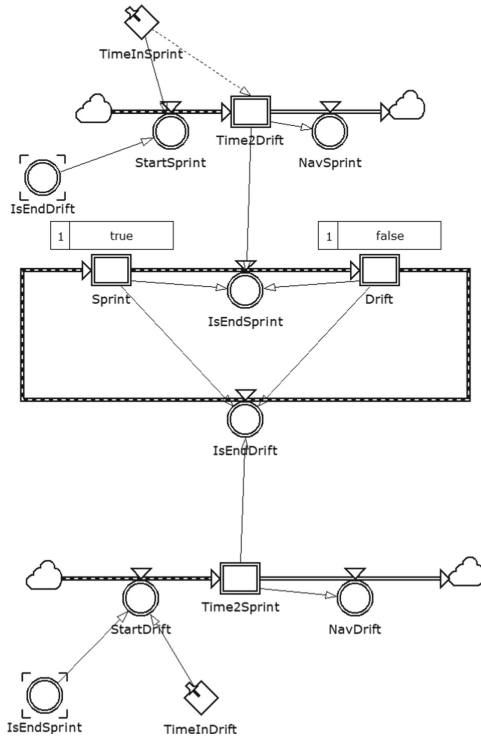 TimeInSprint
Time2Drift
StartSprint
NavSprint
IsEndDrift
1 true
1 false
Sprint
IsEndSprint
Drift
IsEndDrift
Time2Sprint
StartDrift
NavDrift
IsEndSprint
TimeInDrift